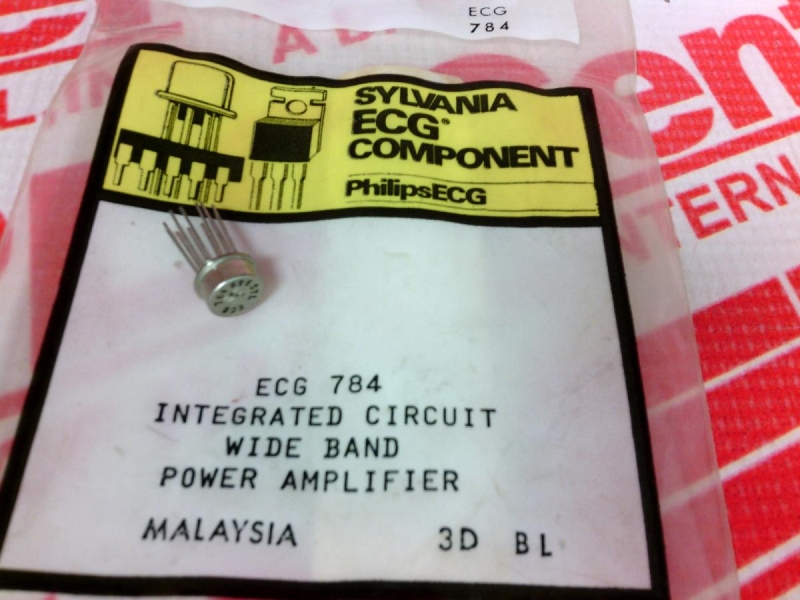 ECG
784
SYLVANIA
ECG®
COMPONENT
PhilipsECG
ECG 784
INTEGRATED CIRCUIT
WIDE BAND
POWER AMPLIFIER
MALAYSIA 3D BL